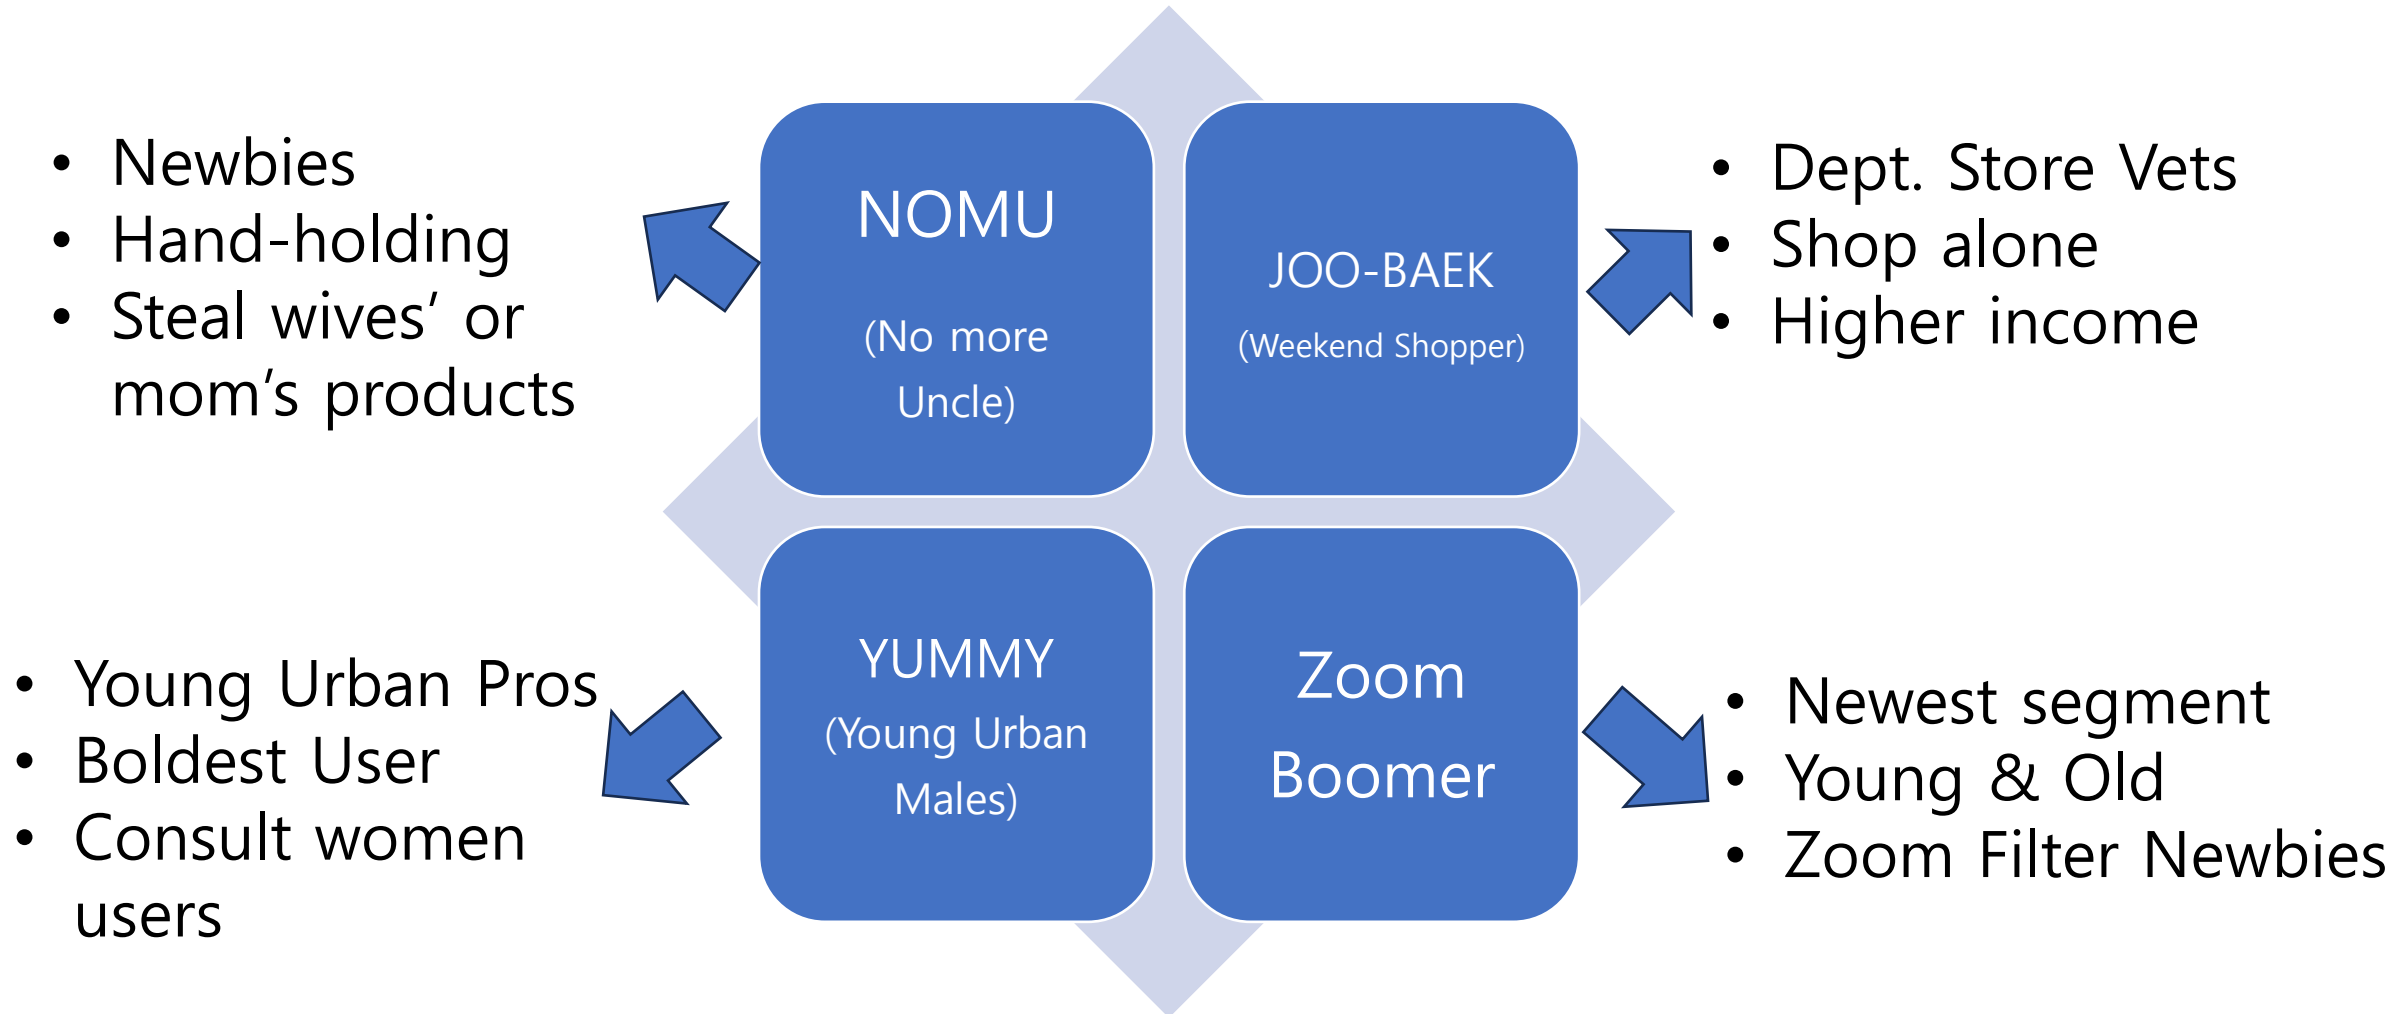 • Newbies
• Hand-holding
• Steal wives’ or
mom’s products
NOMU
(No more
Uncle)
JOO-BAEK
(Weekend Shopper)
• Dept. Store Vets
• Shop alone
• Higher income
• Young Urban Pros
• Boldest User
• Consult women
users
YUMMY
(Young Urban
Males)
Zoom
Boomer
• Newest segment
• Young & Old
• Zoom Filter Newbies